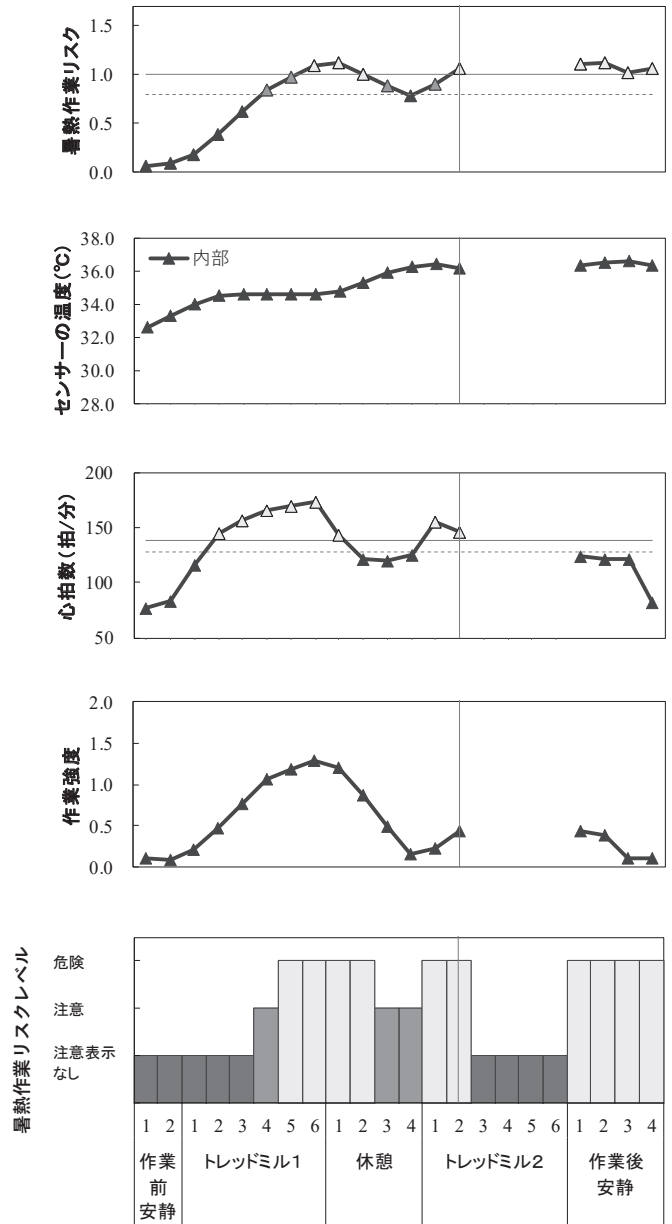 暑熱作業リスク
1.5
1.0
0.5
0.0
センサーの温度(℃)
38.0
36.0
34.0
32.0
30.0
28.0
内部
心拍数(拍/分)
200
150
100
50
作業強度
2.0
1.5
1.0
0.5
0.0
暑熱作業リスクレベル
危険
注意
注意表示
なし
1 2 1 2 3 4 5 6 1 2 3 4 1 2 3 4 5 6 1 2 3 4
作業
前
安静
トレッドミル1
休憩
トレッドミル2
作業後
安静